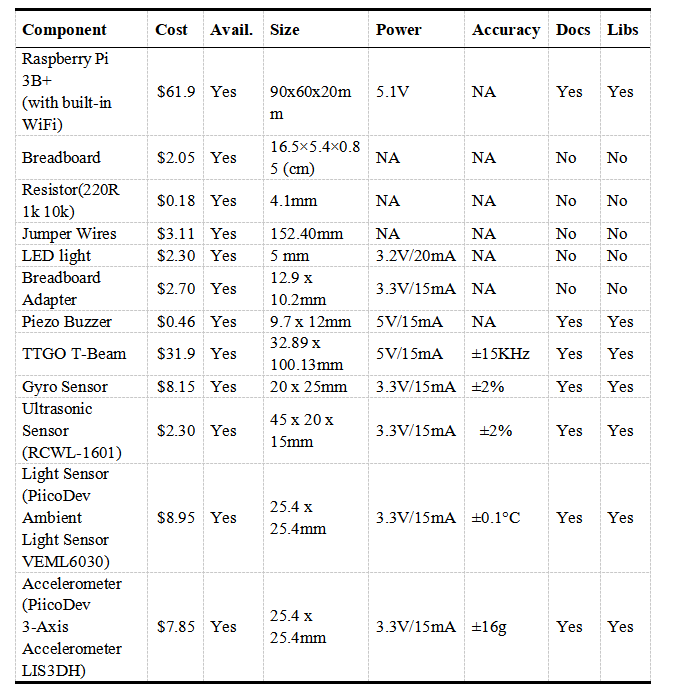 Component Cost Avail. Size Power Accuracy Docs Libs
Raspberry Pi
3B+
(with built-in
WiFi)
$61.9 Yes
90x60x20m
m
5.1V NA Yes Yes
Breadboard $2.05 Yes
16.5×5.4×0.8
5 (cm)
NA NA No No
Resistor(220R
1k 10k)
$0.18 Yes 4.1mm NA NA No No
Jumper Wires $3.11 Yes 152.40mm NA NA No No
LED light $2.30 Yes 5 mm 3.2V/20mA NA No No
Breadboard
Adapter
$2.70 Yes
12.9 x
10.2mm
3.3V/15mA NA No No
Piezo Buzzer $0.46 Yes 9.7 x 12mm 5V/15mA NA Yes Yes
TTGO T-Beam $31.9 Yes
32.89 x
100.13mm
5V/15mA ±15KHz Yes Yes
Gyro Sensor $8.15 Yes 20 x 25mm 3.3V/15mA ±2% Yes Yes
Ultrasonic
Sensor
(RCWL-1601)
$2.30 Yes
45 x 20 x
15mm
3.3V/15mA ±2% Yes Yes
Light Sensor
(PiicoDev
Ambient
Light Sensor
VEML6030)
$8.95 Yes
25.4 x
25.4mm
3.3V/15mA ±0.1°C Yes Yes
Accelerometer
(PiicoDev
3-Axis
Accelerometer
LIS3DH)
$7.85 Yes
25.4 x
25.4mm
3.3V/15mA ±16g Yes Yes